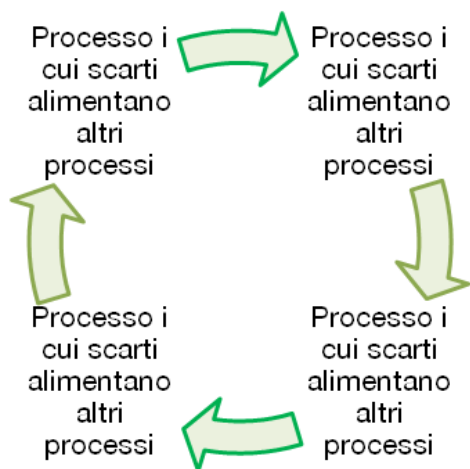 Processo i
cui scarti
alimentano
altri
processi
Processo i
cui scarti
alimentano
altri
processi
Processo i
cui scarti
alimentano
altri
processi
Processo i
cui scarti
alimentano
altri
processi